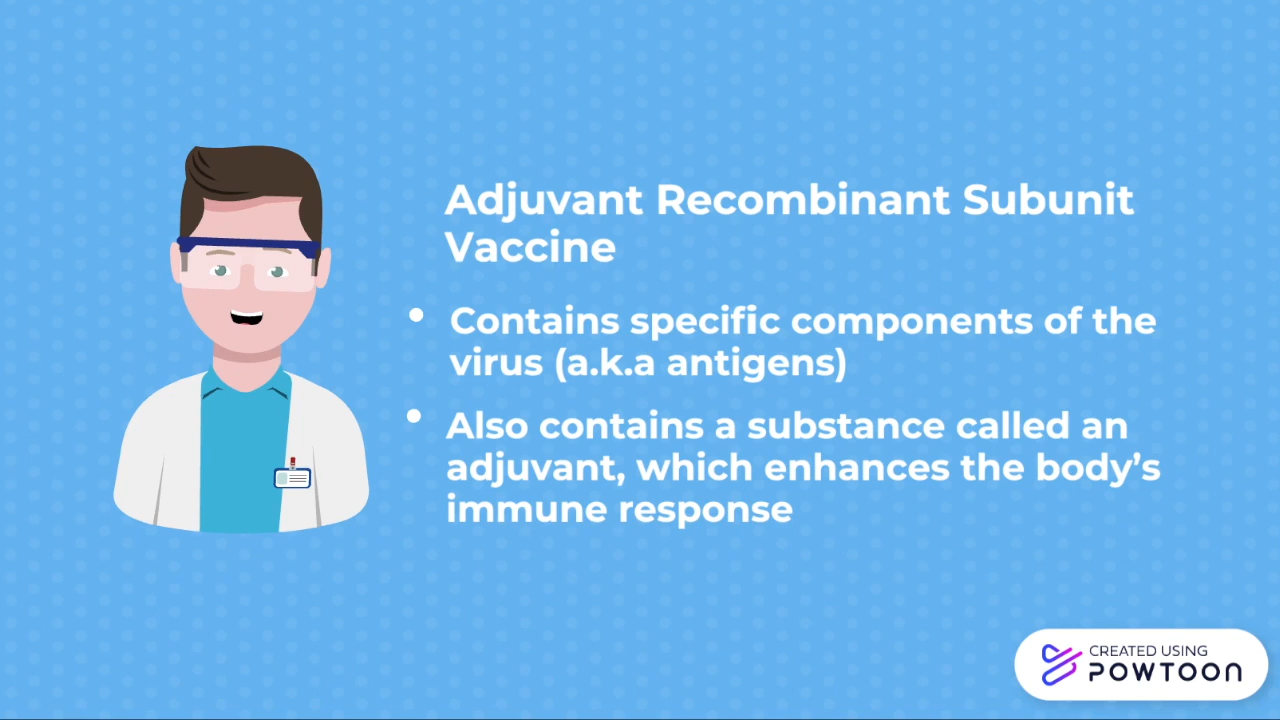 Adjuvant Recombinant Subunit
Vaccine
Contains specific components of the
virus (a.k.a antigens)
Also contains a substance called an
adjuvant, which enhances the body’s
immune response
CREATED USING
POWTOON